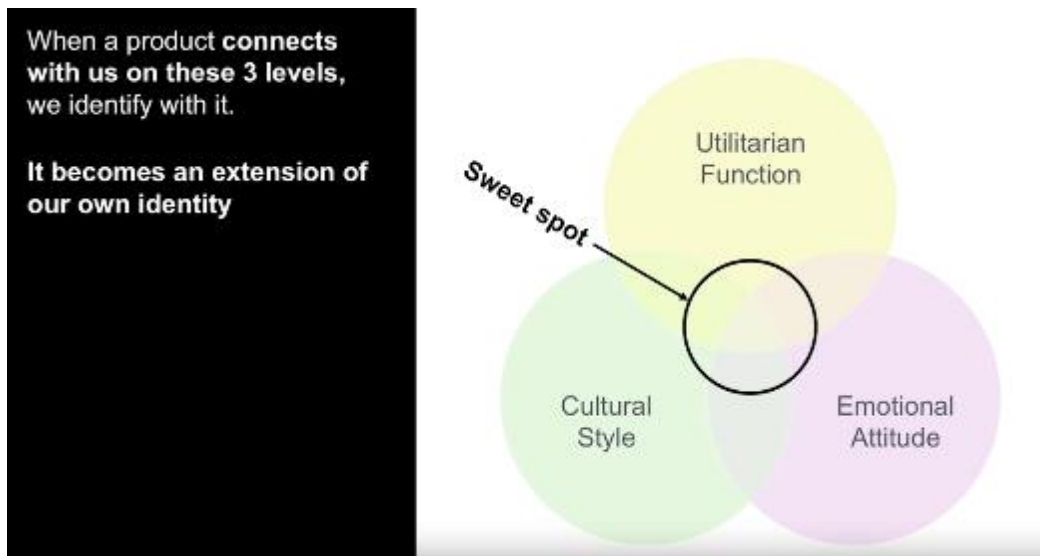 When a product connects
with us on these 3 levels,
we identify with it.
It becomes an extension of
our own identity
Sweet spot
Utilitarian
Function
Cultural
Style
Emotional
Attitude